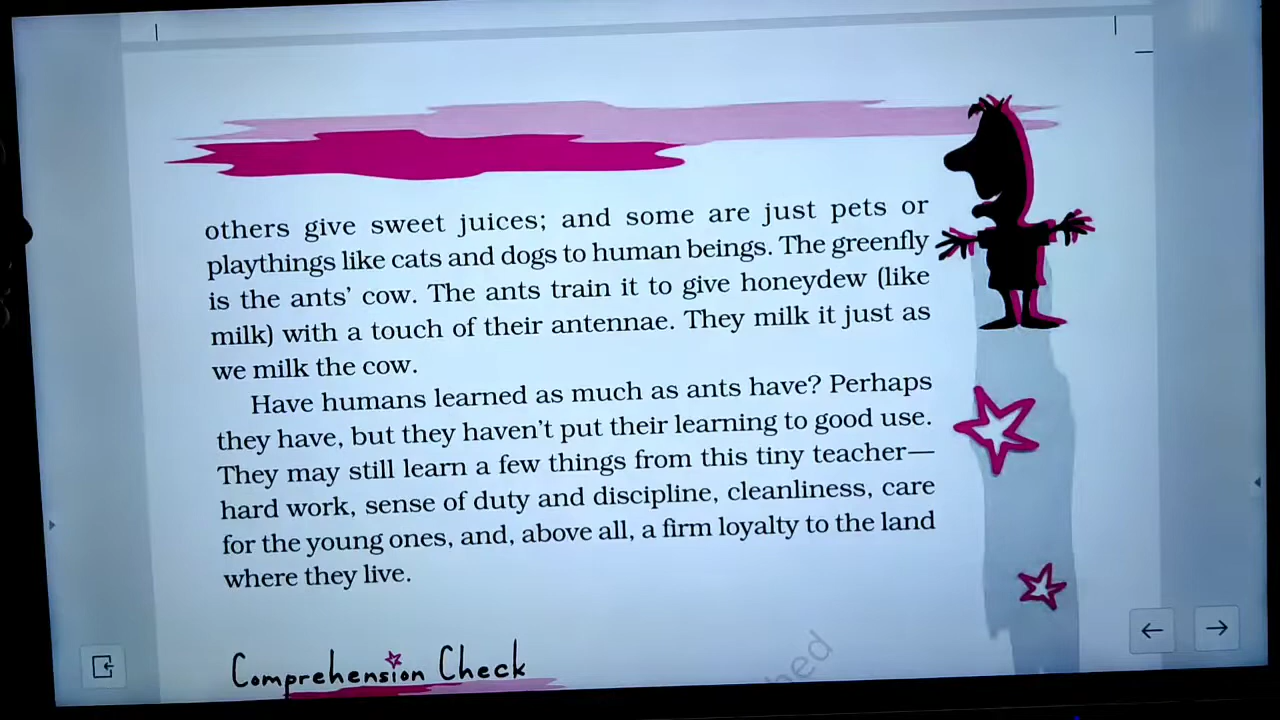 others give sweet juices; and some are just pets or
playthings like cats and dogs to human beings. The greenfly
is the ants’ cow. The ants train it to give honeydew (like
milk) with a touch of their antennae. They milk it just as
we milk the cow.
Have humans learned as much as ants have? Perhaps
they have, but they haven’t put their learning to good use.
They may still learn a few things from this tiny teacher—
hard work, sense of duty and discipline, cleanliness, care
for the young ones, and, above all, a firm loyalty to the land
where they live.
Comprehension Check